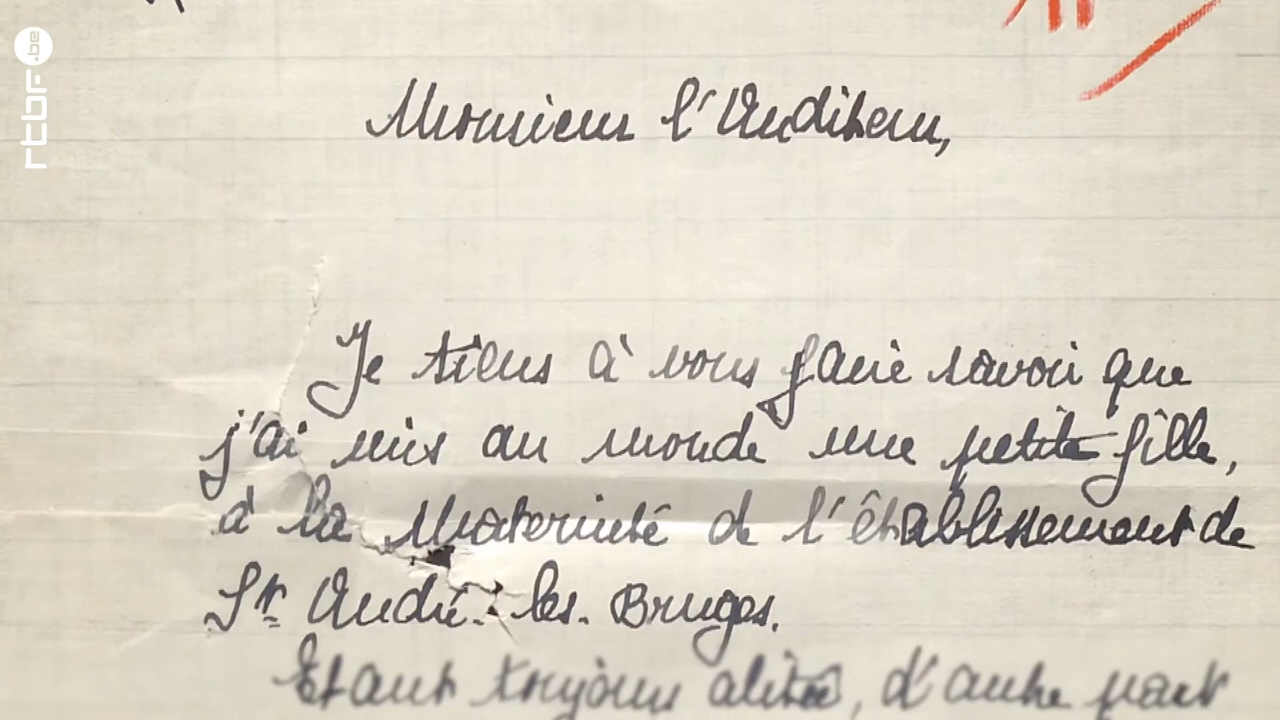 rtbf.be
Monsieur l'Auditeur,
Je tiens à vous faire savoir que
j'ai mis au monde une petite fille,
à la Maternité de l'établissement de
St André-les-Bruges.
Etant toujours alitée, d'autre part